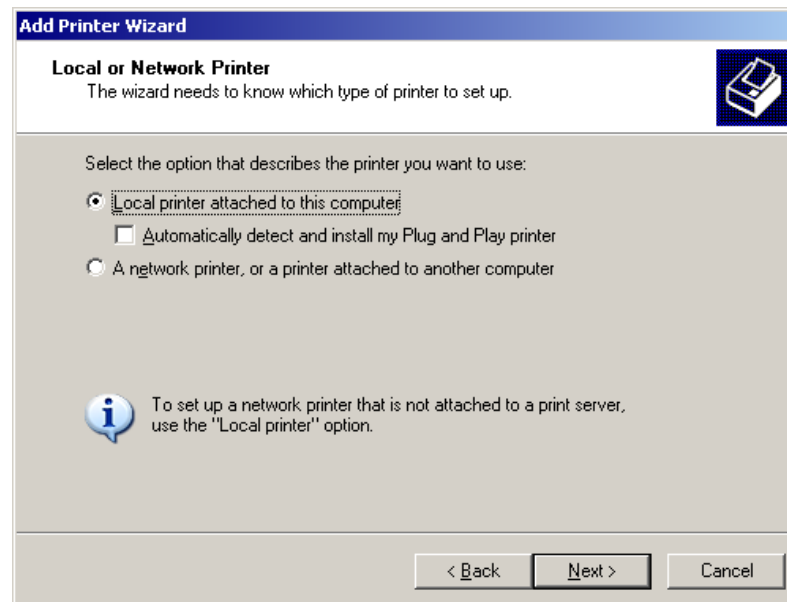 Add Printer Wizard
Local or Network Printer
The wizard needs to know which type of printer to set up.
Select the option that describes the printer you want to use:
Local printer attached to this computer
Automatically detect and install my Plug and Play printer
A network printer, or a printer attached to another computer
To set up a network printer that is not attached to a print server,
use the "Local printer" option.
< Back Next > Cancel